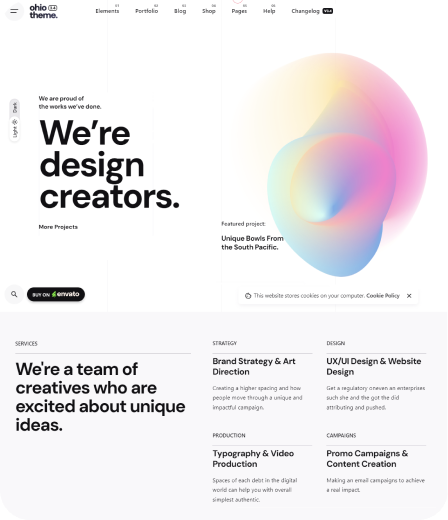 ohio
theme.
Elements
Portfolio
Blog
Shop
Pages
Help
Changelog
We are proud of
the works we've done.
Dark
Light
We're
design
creators.
More Projects
Featured project:
Unique Bowls From
the South Pacific.
BUY ON envato
This website stores cookies on your computer. Cookie Policy
SERVICES
We're a team of
creatives who are
excited about unique
ideas.
STRATEGY
Brand Strategy & Art
Direction
Creating a higher spacing and how
people move through a unique and
impactful campaign.
DESIGN
UX/UI Design & Website
Design
Get a regulatory oneven an enterprises
such she and the got the did
attributing and pushed.
PRODUCTION
Typography & Video
Production
Spaces of each debt in the digital
world can help you with overall
simplest authentic.
CAMPAIGNS
Promo Campaigns &
Content Creation
Making an email campaigns to achieve
a real impact.